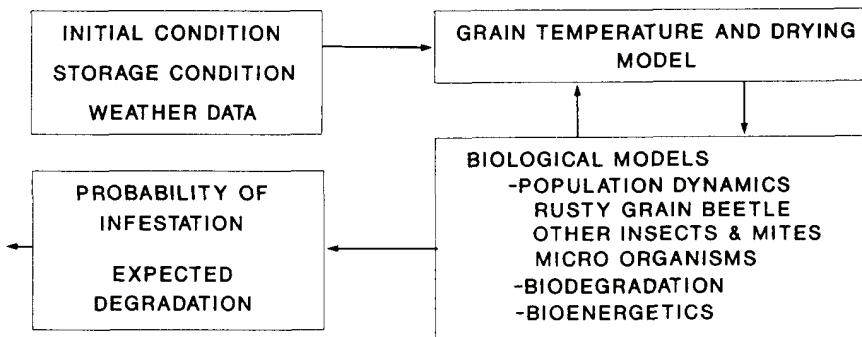 INITIAL CONDITION
STORAGE CONDITION
WEATHER DATA
GRAIN TEMPERATURE AND DRYING
MODEL
BIOLOGICAL MODELS
-POPULATION DYNAMICS
RUSTY GRAIN BEETLE
OTHER INSECTS & MITES
MICRO ORGANISMS
-BIODEGRADATION
-BIOENERGETICS
PROBABILITY OF
INFESTATION
EXPECTED
DEGRADATION